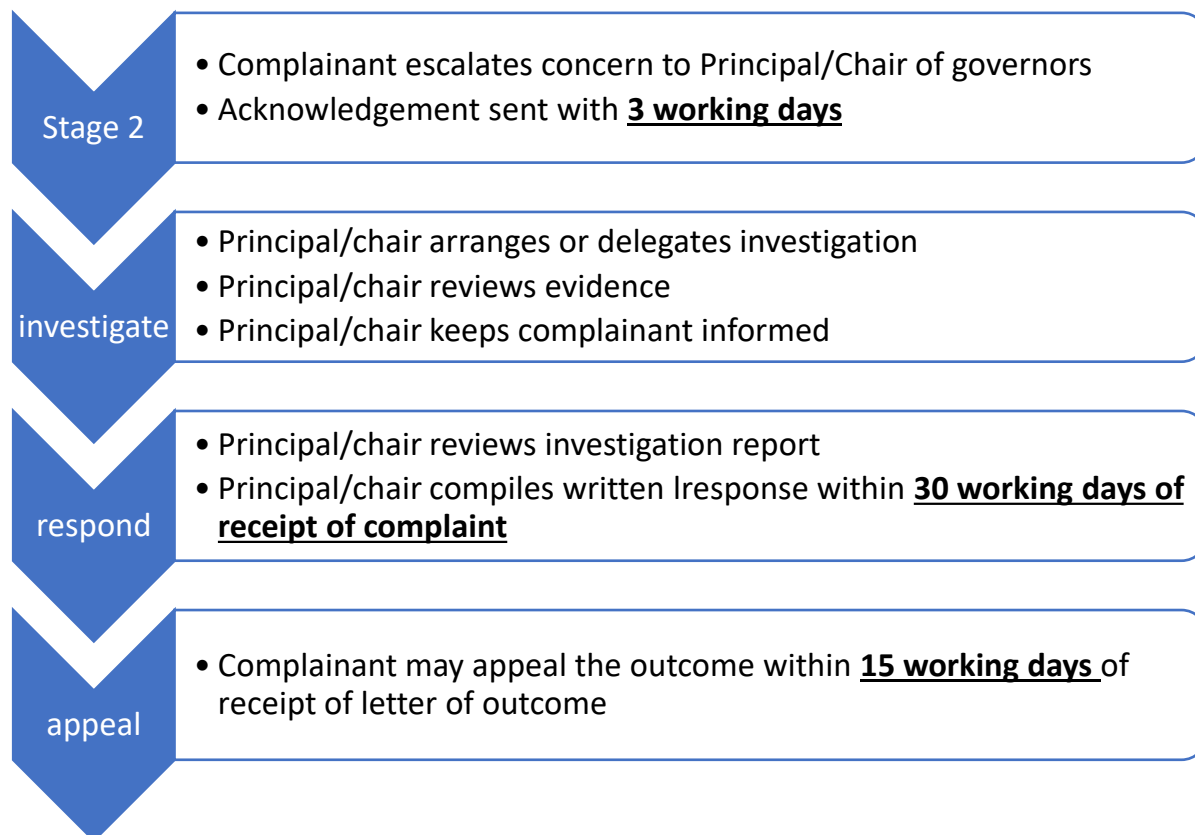 Stage 2
• Complainant escalates concern to Principal/Chair of governors
• Acknowledgement sent with 3 working days
investigate
• Principal/chair arranges or delegates investigation
• Principal/chair reviews evidence
• Principal/chair keeps complainant informed
respond
• Principal/chair reviews investigation report
• Principal/chair compiles written lresponse within 30 working days of
receipt of complaint
appeal
• Complainant may appeal the outcome within 15 working days of
receipt of letter of outcome